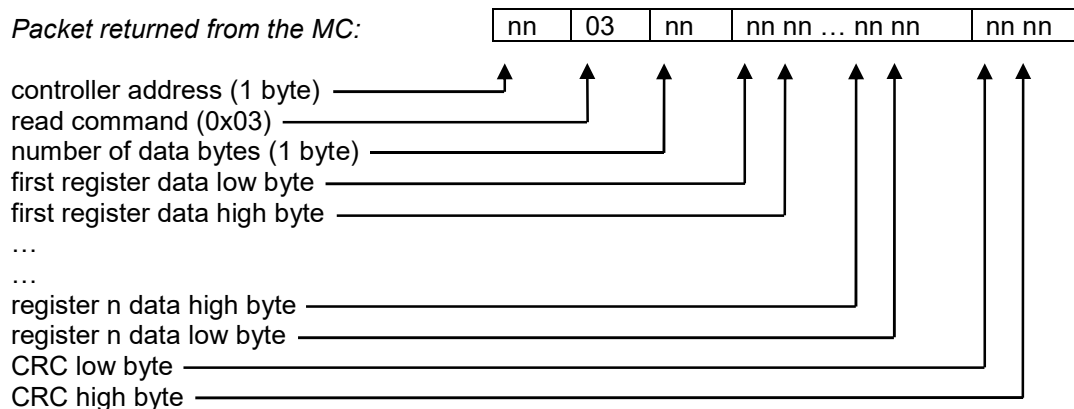 Packet returned from the MC: nn 03 nn nn nn … nn nn nn nn
controller address (1 byte)
read command (0x03)
number of data bytes (1 byte)
first register data low byte
first register data high byte
…
…
register n data high byte
register n data low byte
CRC low byte
CRC high byte